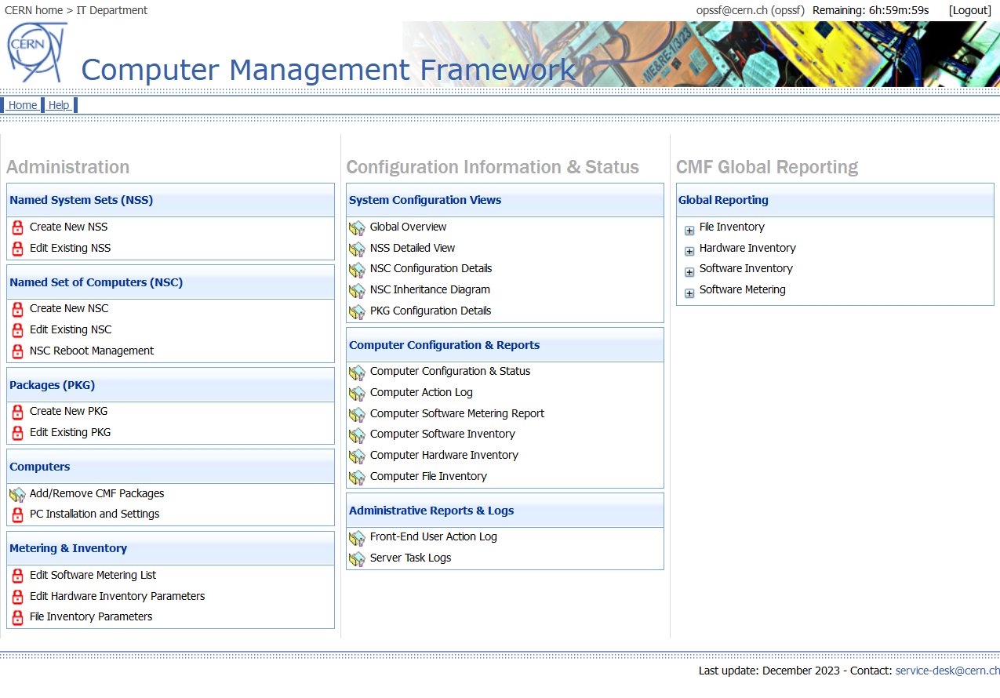 CERN home > IT Department
opssf@cern.ch (opssf) Remaining: 6h:59m:59s [Logout]
CERN
ME&RE-1/3/23
Computer Management Framework
Home Help
Administration
Named System Sets (NSS)
Create New NSS
Edit Existing NSS
Named Set of Computers (NSC)
Create New NSC
Edit Existing NSC
NSC Reboot Management
Packages (PKG)
Create New PKG
Edit Existing PKG
Computers
Add/Remove CMF Packages
PC Installation and Settings
Metering & Inventory
Edit Software Metering List
Edit Hardware Inventory Parameters
File Inventory Parameters
Configuration Information & Status
System Configuration Views
Global Overview
NSS Detailed View
NSC Configuration Details
NSC Inheritance Diagram
PKG Configuration Details
Computer Configuration & Reports
Computer Configuration & Status
Computer Action Log
Computer Software Metering Report
Computer Software Inventory
Computer Hardware Inventory
Computer File Inventory
Administrative Reports & Logs
Front-End User Action Log
Server Task Logs
CMF Global Reporting
Global Reporting
File Inventory
Hardware Inventory
Software Inventory
Software Metering
Last update: December 2023 - Contact: service-desk@cern.ch